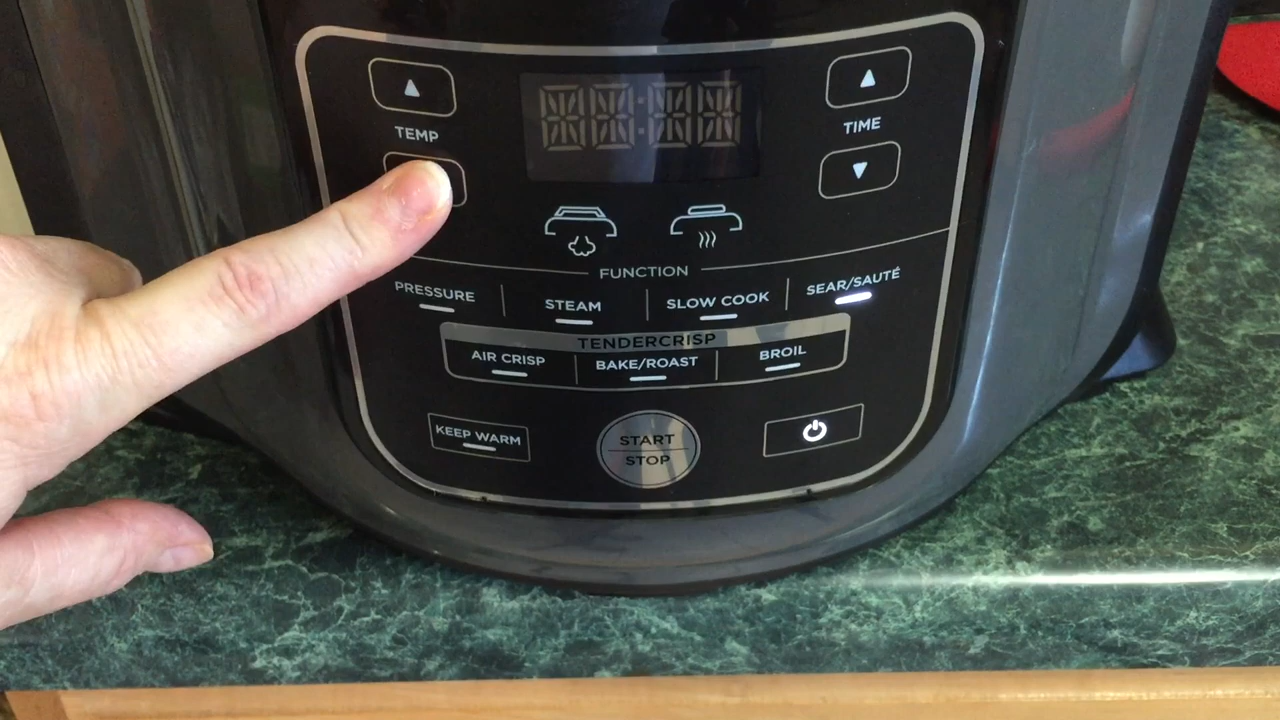 TEMP
TIME
FUNCTION
PRESSURE
STEAM
SLOW COOK
SEAR/SAUTÉ
TENDERCRISP
AIR CRISP
BAKE/ROAST
BROIL
KEEP WARM
START
STOP